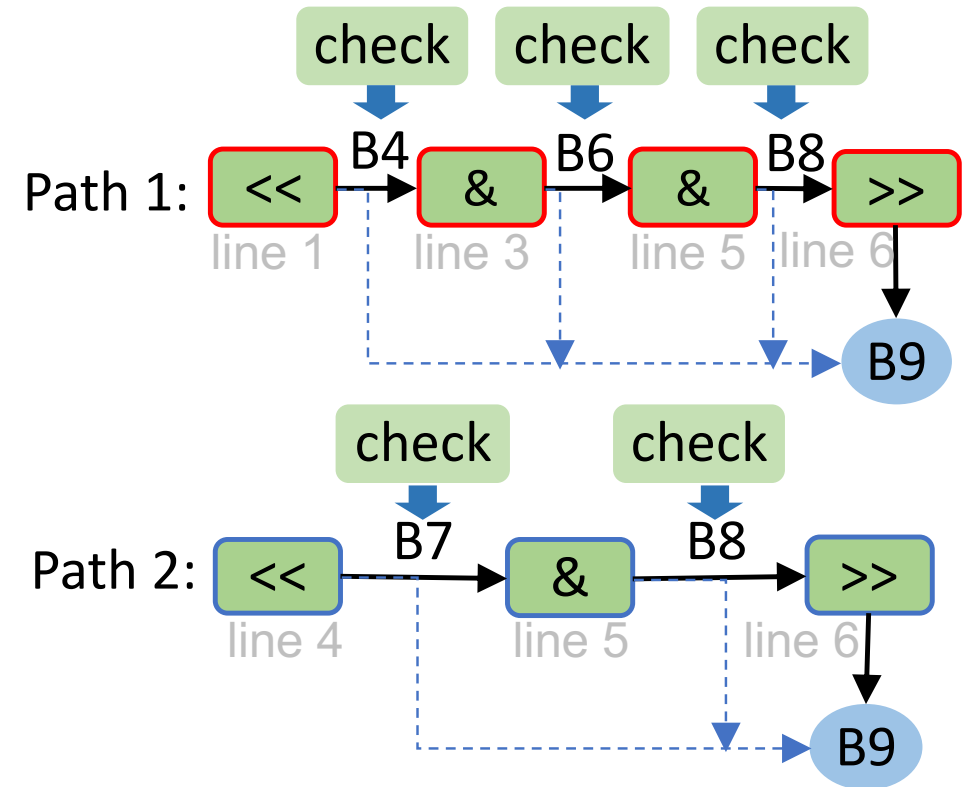 check check check
B4 B6 B8
Path 1: << & & >>
line 1 line 3 line 5 line 6
B9
check check
B7 B8
Path 2: << & >>
line 4 line 5 line 6
B9